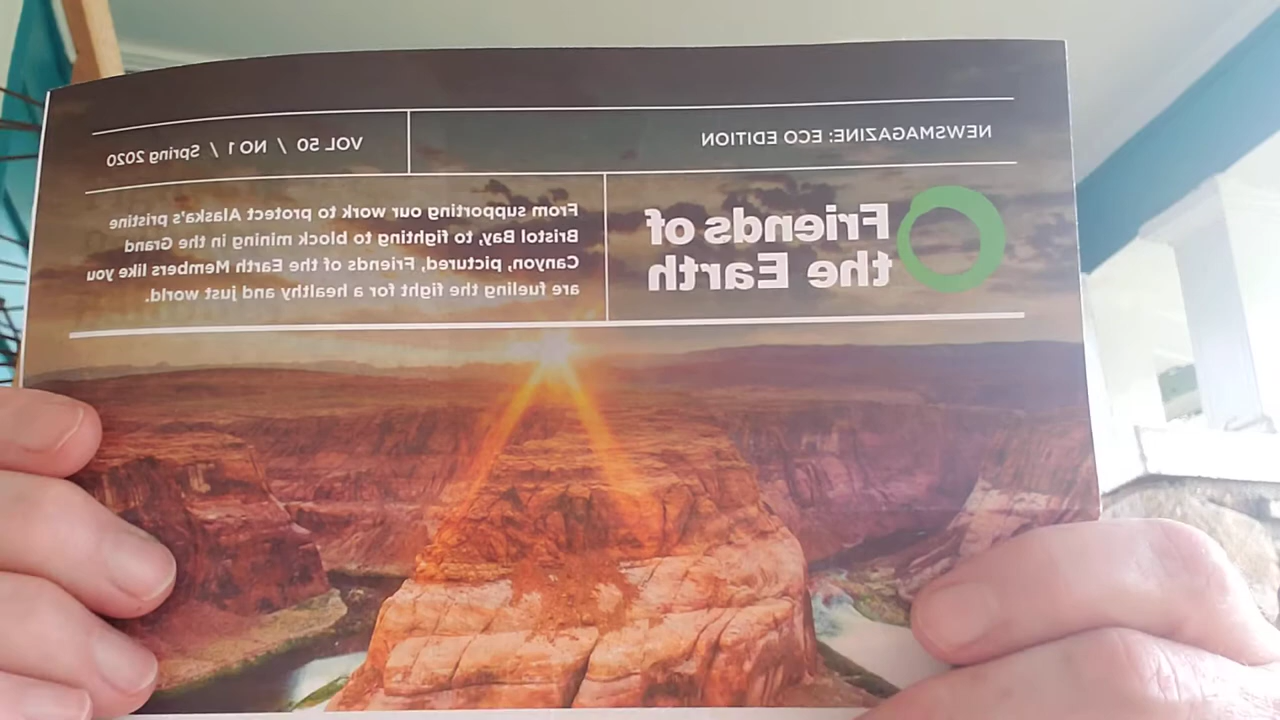 NEWSMAGAZINE: ECO EDITION
VOL 50 / NO 1 / Spring 2020
Friends of
the Earth
From supporting our work to protect Alaska's pristine
Bristol Bay, to fighting to block mining in the Grand
Canyon, pictured, Friends of the Earth Members like you
are fueling the fight for a healthy and just world.